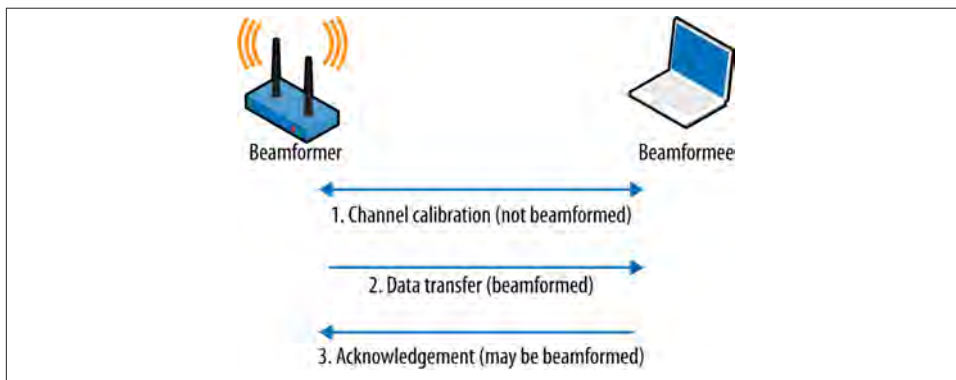 Beamformer
Beamformee
1. Channel calibration (not beamformed)
2. Data transfer (beamformed)
3. Acknowledgement (may be beamformed)